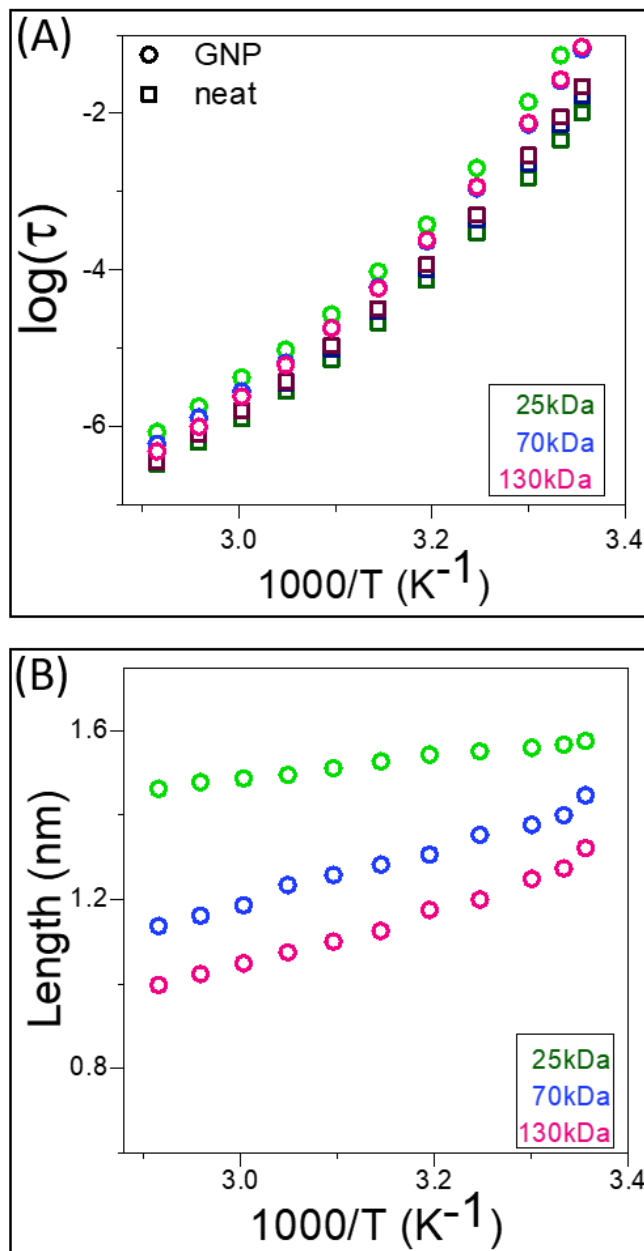 (A)
GNP
neat
-2
-4
-6
log(τ)
25kDa
70kDa
130kDa
3.0 3.2 3.4
1000/T (K⁻¹)
(B)
1.6
1.2
0.8
Length (nm)
25kDa
70kDa
130kDa
3.0 3.2 3.4
1000/T (K⁻¹)